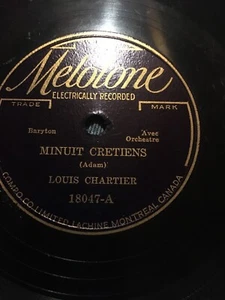 Melotone
ELECTRICALLY RECORDED
TRADE MARK
Baryton Avec
Orchestre
MINUIT CRETIENS
(Adam)
LOUIS CHARTIER
18047-A
COMPO CO. LIMITED LACHINE MONTREAL CANADA